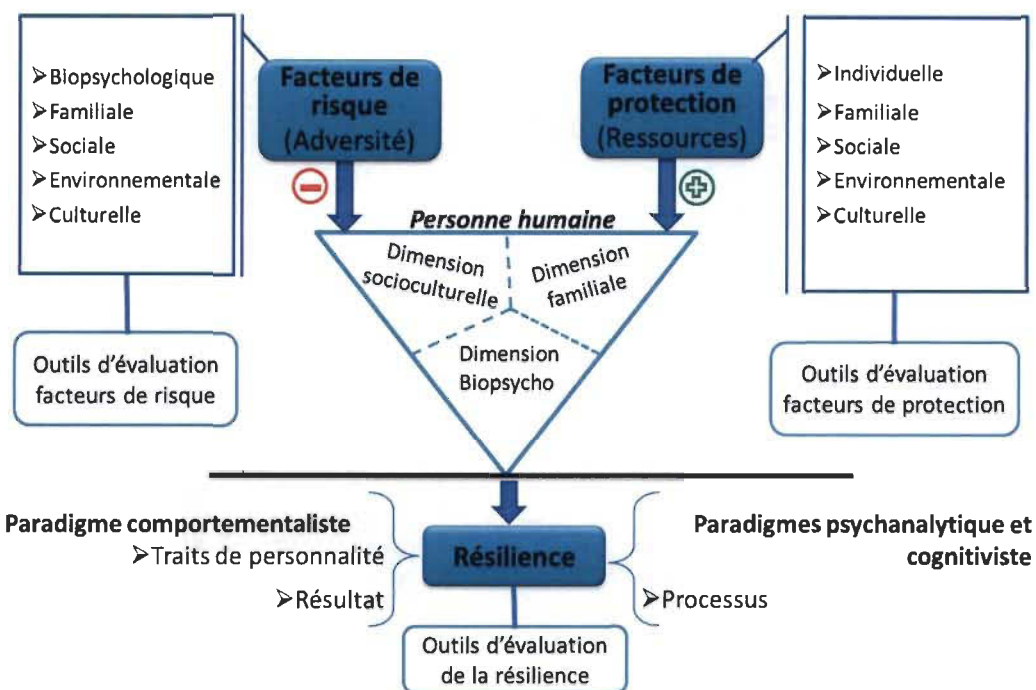 ➢Biopsychologique
➢Familiale
➢Sociale
➢Environnementale
➢Culturelle
Facteurs de
risque
(Adversité)
Facteurs de
protection
(Ressources)
➢Individuelle
➢Familiale
➢Sociale
➢Environnementale
➢Culturelle
Personne humaine
Dimension
socioculturelle
Dimension
familiale
Dimension
Biopsycho
Outils d'évaluation
facteurs de risque
Outils d'évaluation
facteurs de protection
Paradigme comportementaliste
➢Traits de personnalité
➢Résultat
Résilience
Paradigmes psychanalytique et
cognitiviste
➢Processus
Outils d'évaluation
de la résilience